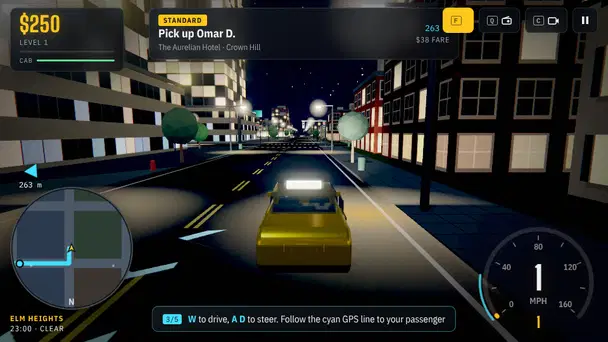 $250
LEVEL 1
CAB
STANDARD
Pick up Omar D.
The Aurelian Hotel · Crown Hill
263
$38 FARE
F
Q
C
263 m
N
ELM HEIGHTS
23:00 · CLEAR
3/5 W to drive, A D to steer. Follow the cyan GPS line to your passenger
80
40
120
0
160
1
MPH
1